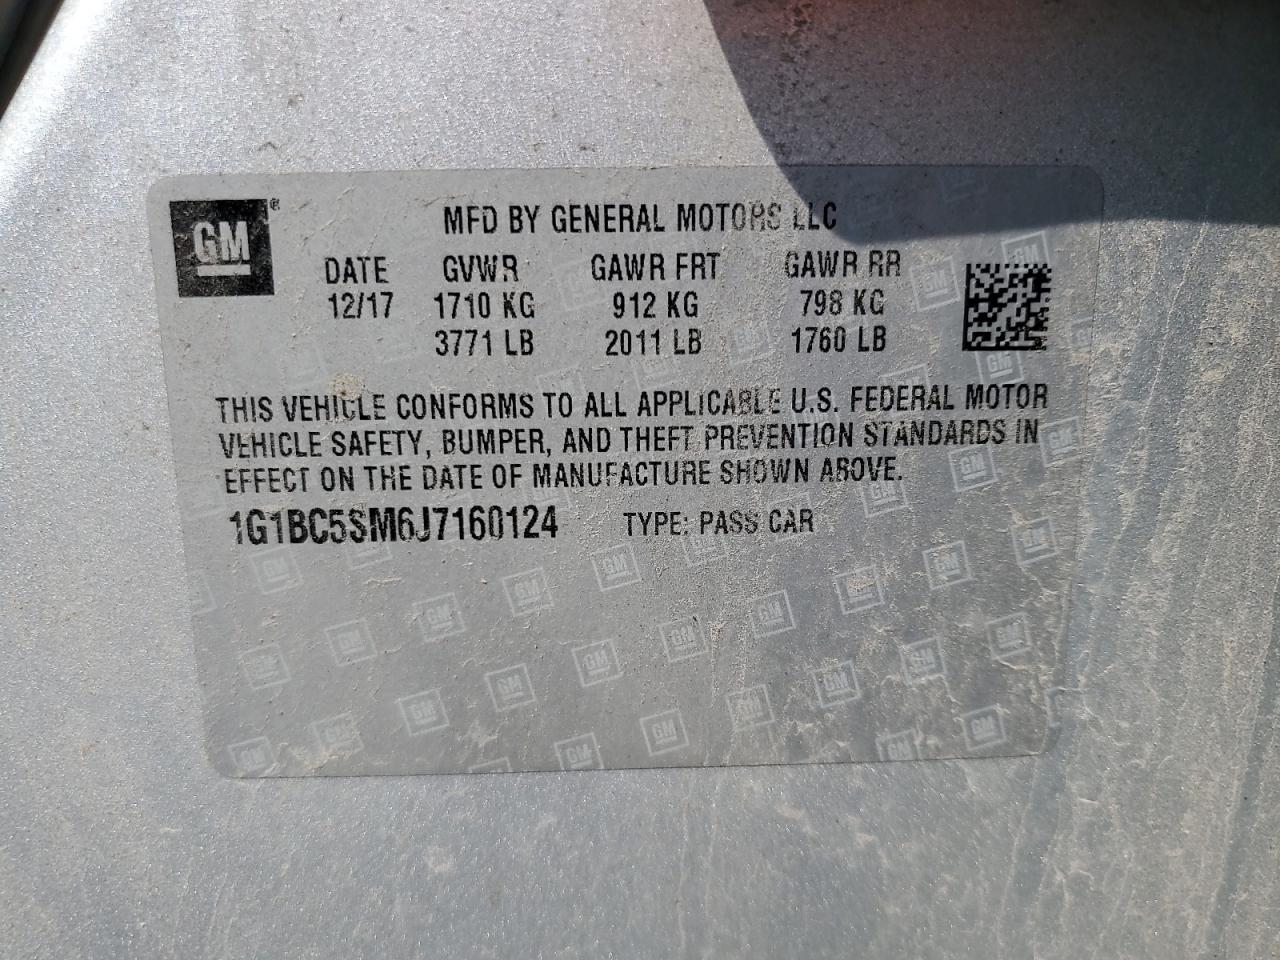 GM®
MFD BY GENERAL MOTORS LLC
DATE GVWR GAWR FRT GAWR RR
12/17 1710 KG 912 KG 798 KG
3771 LB 2011 LB 1760 LB
THIS VEHICLE CONFORMS TO ALL APPLICABLE U.S. FEDERAL MOTOR
VEHICLE SAFETY, BUMPER, AND THEFT PREVENTION STANDARDS IN
EFFECT ON THE DATE OF MANUFACTURE SHOWN ABOVE.
1G1BC5SM6J7160124 TYPE: PASS CAR